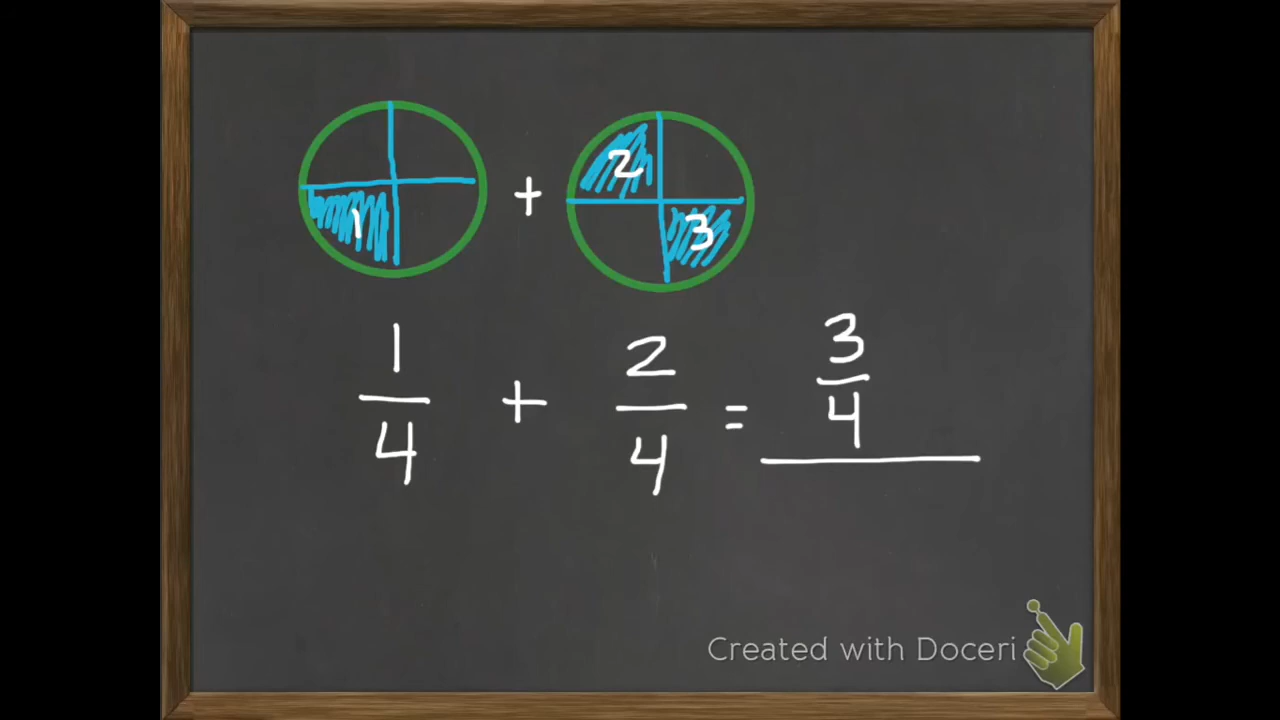 1 + 2 3
1/4 + 2/4 = 3/4
Created with Doceri